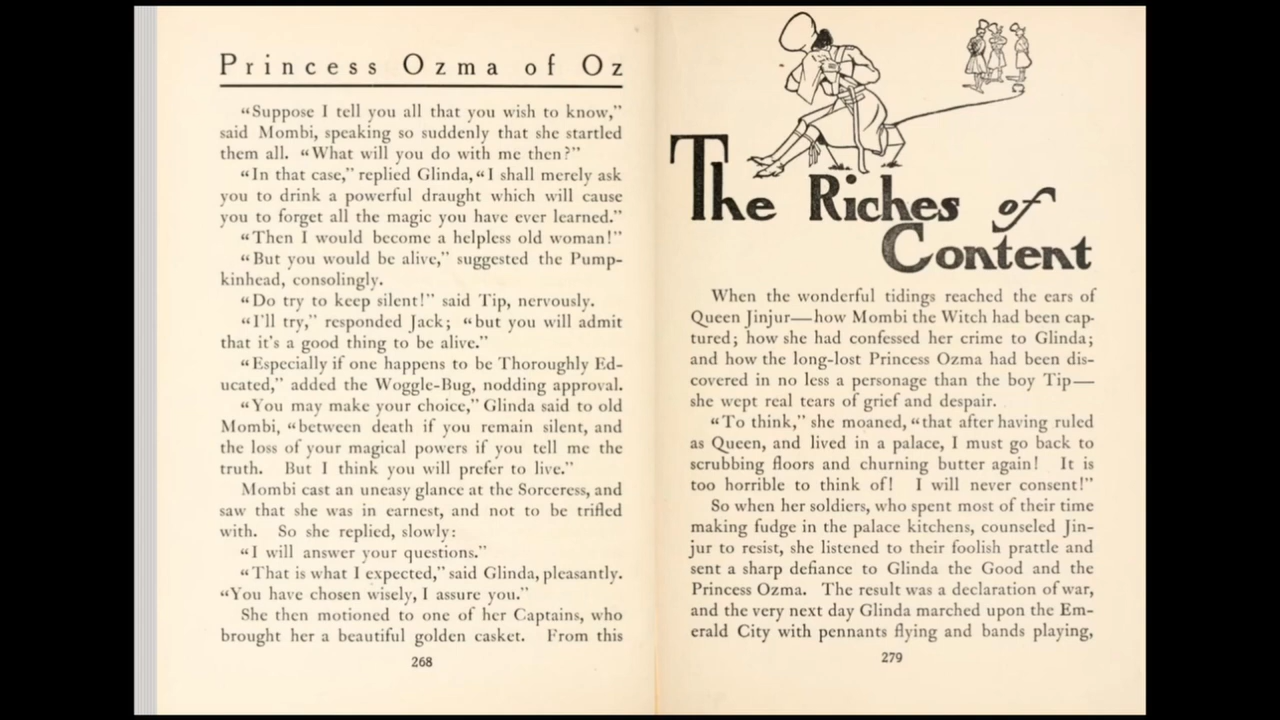 Princess Ozma of Oz
“Suppose I tell you all that you wish to know,”
said Mombi, speaking so suddenly that she startled
them all. “What will you do with me then?”
“In that case,” replied Glinda, “I shall merely ask
you to drink a powerful draught which will cause
you to forget all the magic you have ever learned.”
“Then I would become a helpless old woman!”
“But you would be alive,” suggested the Pump-
kinhead, consolingly.
“Do try to keep silent!” said Tip, nervously.
“I'll try,” responded Jack; “but you will admit
that it's a good thing to be alive.”
“Especially if one happens to be Thoroughly Ed-
ucated,” added the Woggle-Bug, nodding approval.
“You may make your choice,” Glinda said to old
Mombi, “between death if you remain silent, and
the loss of your magical powers if you tell me the
truth. But I think you will prefer to live.”
Mombi cast an uneasy glance at the Sorceress, and
saw that she was in earnest, and not to be trifled
with. So she replied, slowly:
“I will answer your questions.”
“That is what I expected,” said Glinda, pleasantly.
“You have chosen wisely, I assure you.”
She then motioned to one of her Captains, who
brought her a beautiful golden casket. From this
268
The Riches of
Content
When the wonderful tidings reached the ears of
Queen Jinjur—how Mombi the Witch had been cap-
tured; how she had confessed her crime to Glinda;
and how the long-lost Princess Ozma had been dis-
covered in no less a personage than the boy Tip—
she wept real tears of grief and despair.
“To think,” she moaned, “that after having ruled
as Queen, and lived in a palace, I must go back to
scrubbing floors and churning butter again! It is
too horrible to think of! I will never consent!”
So when her soldiers, who spent most of their time
making fudge in the palace kitchens, counseled Jin-
jur to resist, she listened to their foolish prattle and
sent a sharp defiance to Glinda the Good and the
Princess Ozma. The result was a declaration of war,
and the very next day Glinda marched upon the Em-
erald City with pennants flying and bands playing,
279